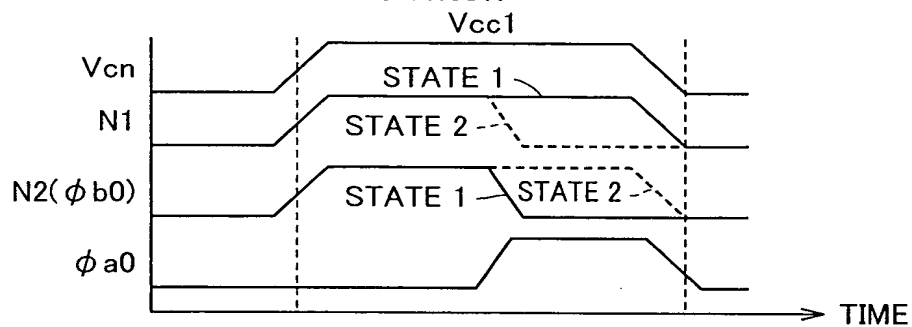 Vcc1
Vcn
STATE 1
N1
STATE 2
N2(φb0)
STATE 1
STATE 2
φa0
TIME